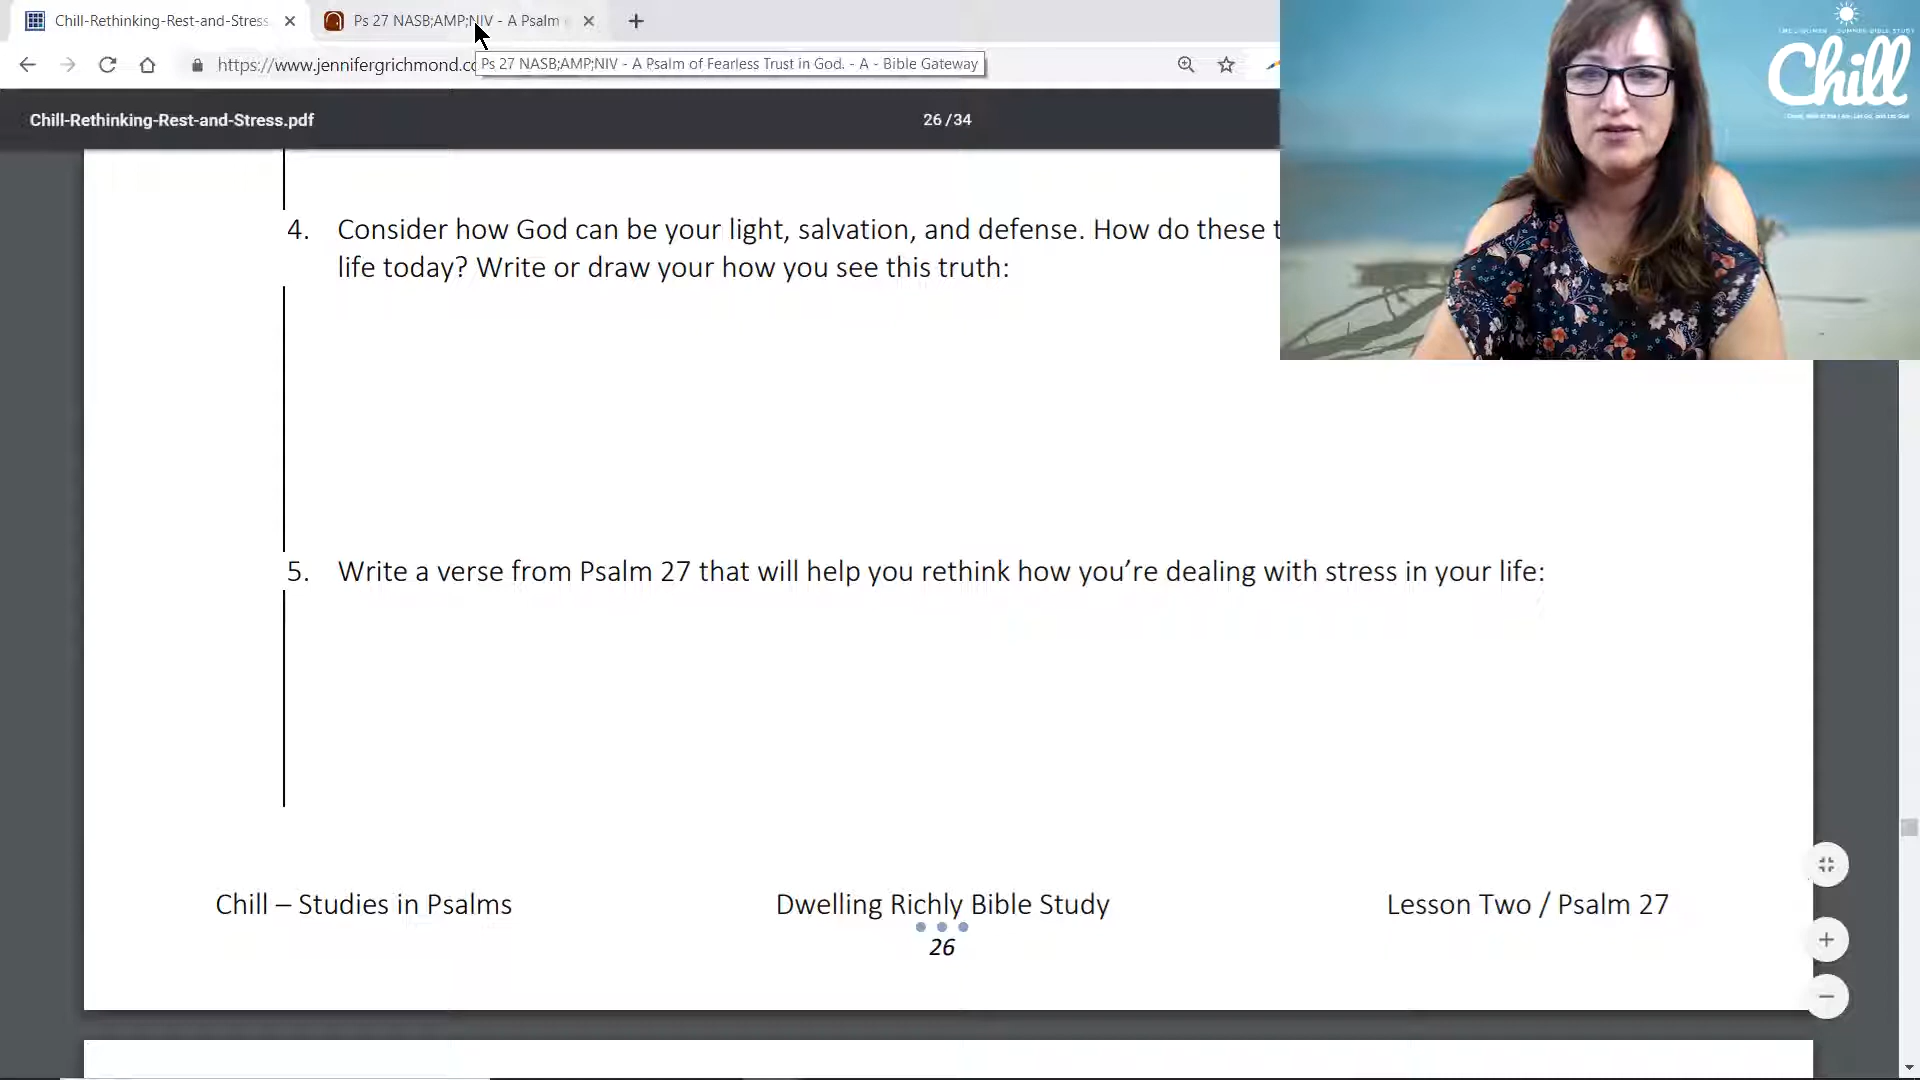 Chill-Rethinking-Rest-and-Stress
Ps 27 NASB;AMP;NIV - A Psalm
https://www.jennifergrichmond.co
Ps 27 NASB;AMP;NIV - A Psalm of Fearless Trust in God. - A - Bible Gateway
Chill
Chill-Rethinking-Rest-and-Stress.pdf
26 / 34
4. Consider how God can be your light, salvation, and defense. How do these t
life today? Write or draw your how you see this truth:
5. Write a verse from Psalm 27 that will help you rethink how you’re dealing with stress in your life:
Chill – Studies in Psalms
Dwelling Richly Bible Study
Lesson Two / Psalm 27
26